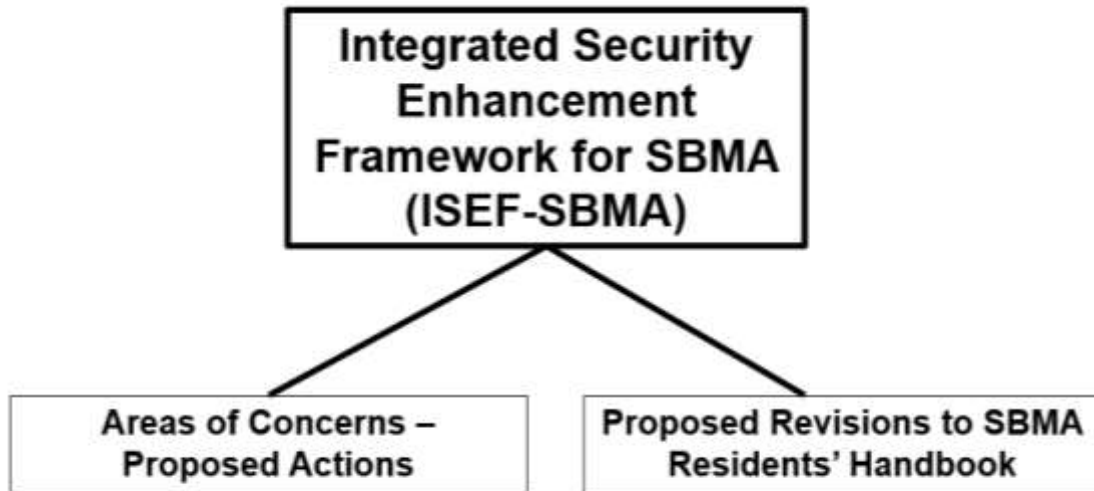 Integrated Security
Enhancement
Framework for SBMA
(ISEF-SBMA)
Areas of Concerns –
Proposed Actions
Proposed Revisions to SBMA
Residents’ Handbook